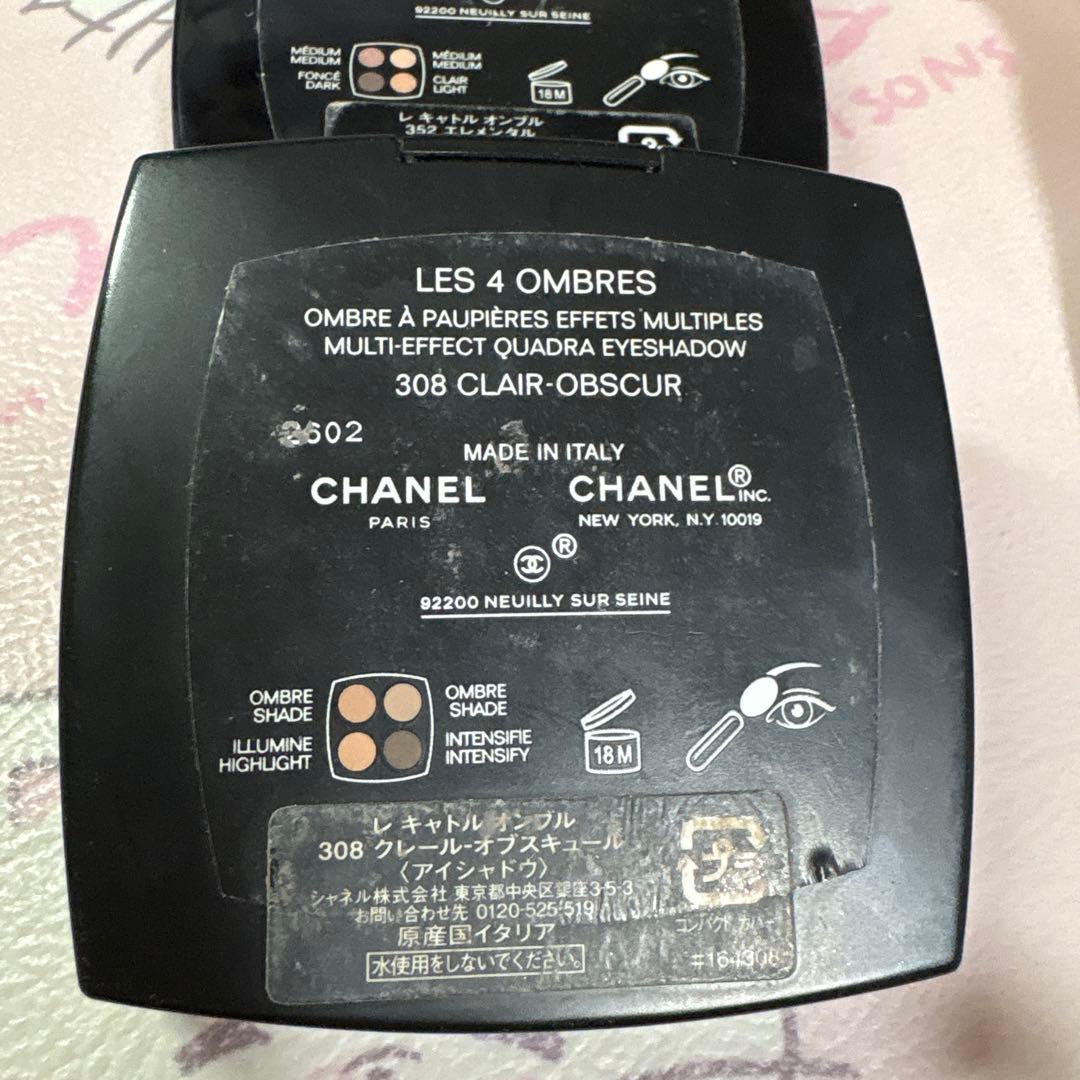 92200 NEUILLY SUR SEINE
MÉDIUM
MEDIUM
MÉDIUM
MEDIUM
FONCÉ
DARK
CLAIR
LIGHT
18M
レ キャトル オンブル
352 エレメンタル
SONS
LES 4 OMBRES
OMBRE À PAUPIÈRES EFFETS MULTIPLES
MULTI-EFFECT QUADRA EYESHADOW
308 CLAIR-OBSCUR
MADE IN ITALY
CHANEL
PARIS
CHANEL® INC.
NEW YORK, N.Y. 10019
®
92200 NEUILLY SUR SEINE
OMBRE
SHADE
OMBRE
SHADE
ILLUMINE
HIGHLIGHT
INTENSIFIE
INTENSIFY
18M
レ キャトル オンブル
308 クレール-オブスキュール
〈アイシャドウ〉
シャネル株式会社 東京都中央区銀座3-5-3
お問い合わせ先 0120-525-519
原産国イタリア
水使用をしないでください。
プラ
コンパクト カバー
#164308